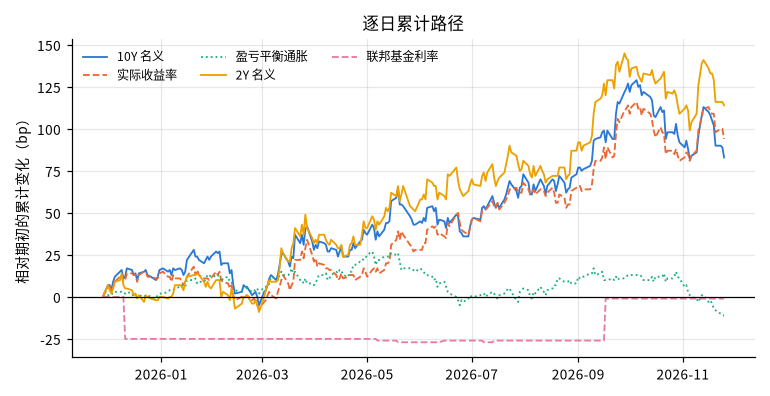 逐日累计路径
相对期初的累计变化（bp）
10Y 名义
实际收益率
盈亏平衡通胀
2Y 名义
联邦基金利率
150
125
100
75
50
25
0
-25
2026-01
2026-03
2026-05
2026-07
2026-09
2026-11